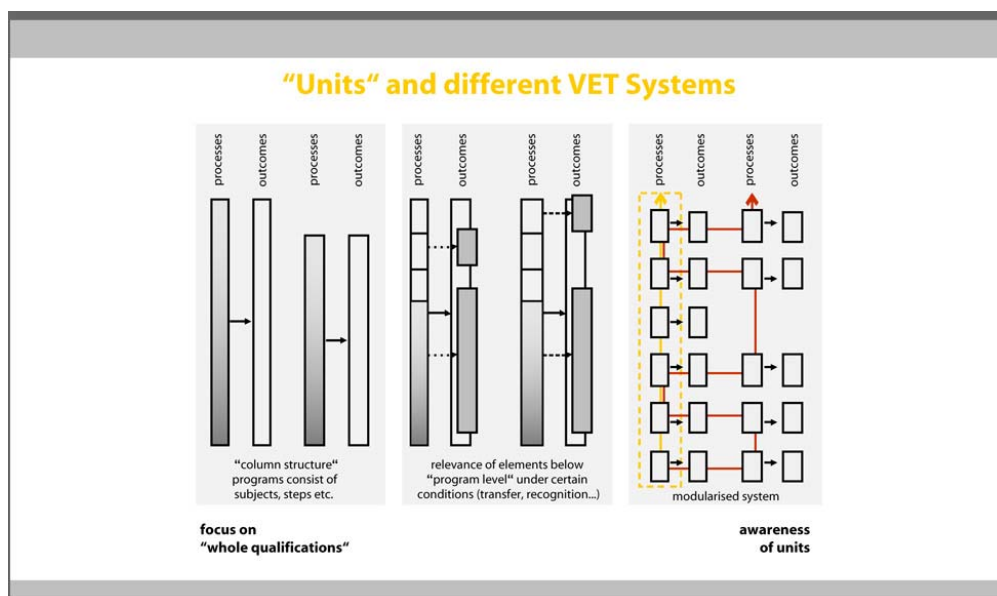 “Units“ and different VET Systems
processes
outcomes
processes
outcomes
processes
outcomes
processes
outcomes
processes
outcomes
processes
outcomes
“column structure“
programs consist of
subjects, steps etc.
relevance of elements below
“program level“ under certain
conditions (transfer, recognition...)
modularised system
focus on
“whole qualifications“
awareness
of units